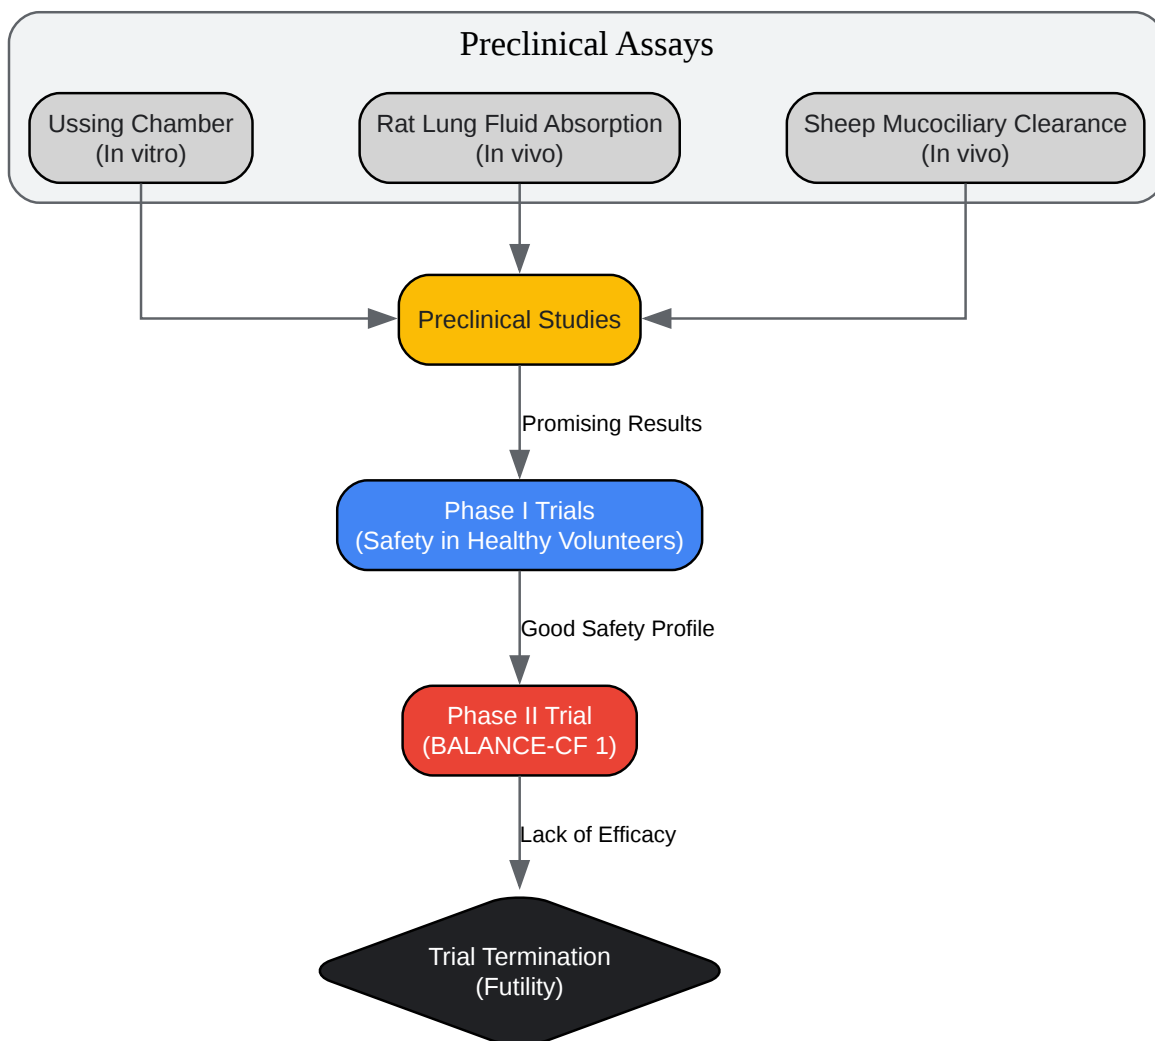 Preclinical Assays
Ussing Chamber
(In vitro)
Rat Lung Fluid Absorption
(In vivo)
Sheep Mucociliary Clearance
(In vivo)
Preclinical Studies
Promising Results
Phase I Trials
(Safety in Healthy Volunteers)
Good Safety Profile
Phase II Trial
(BALANCE-CF 1)
Lack of Efficacy
Trial Termination
(Futility)